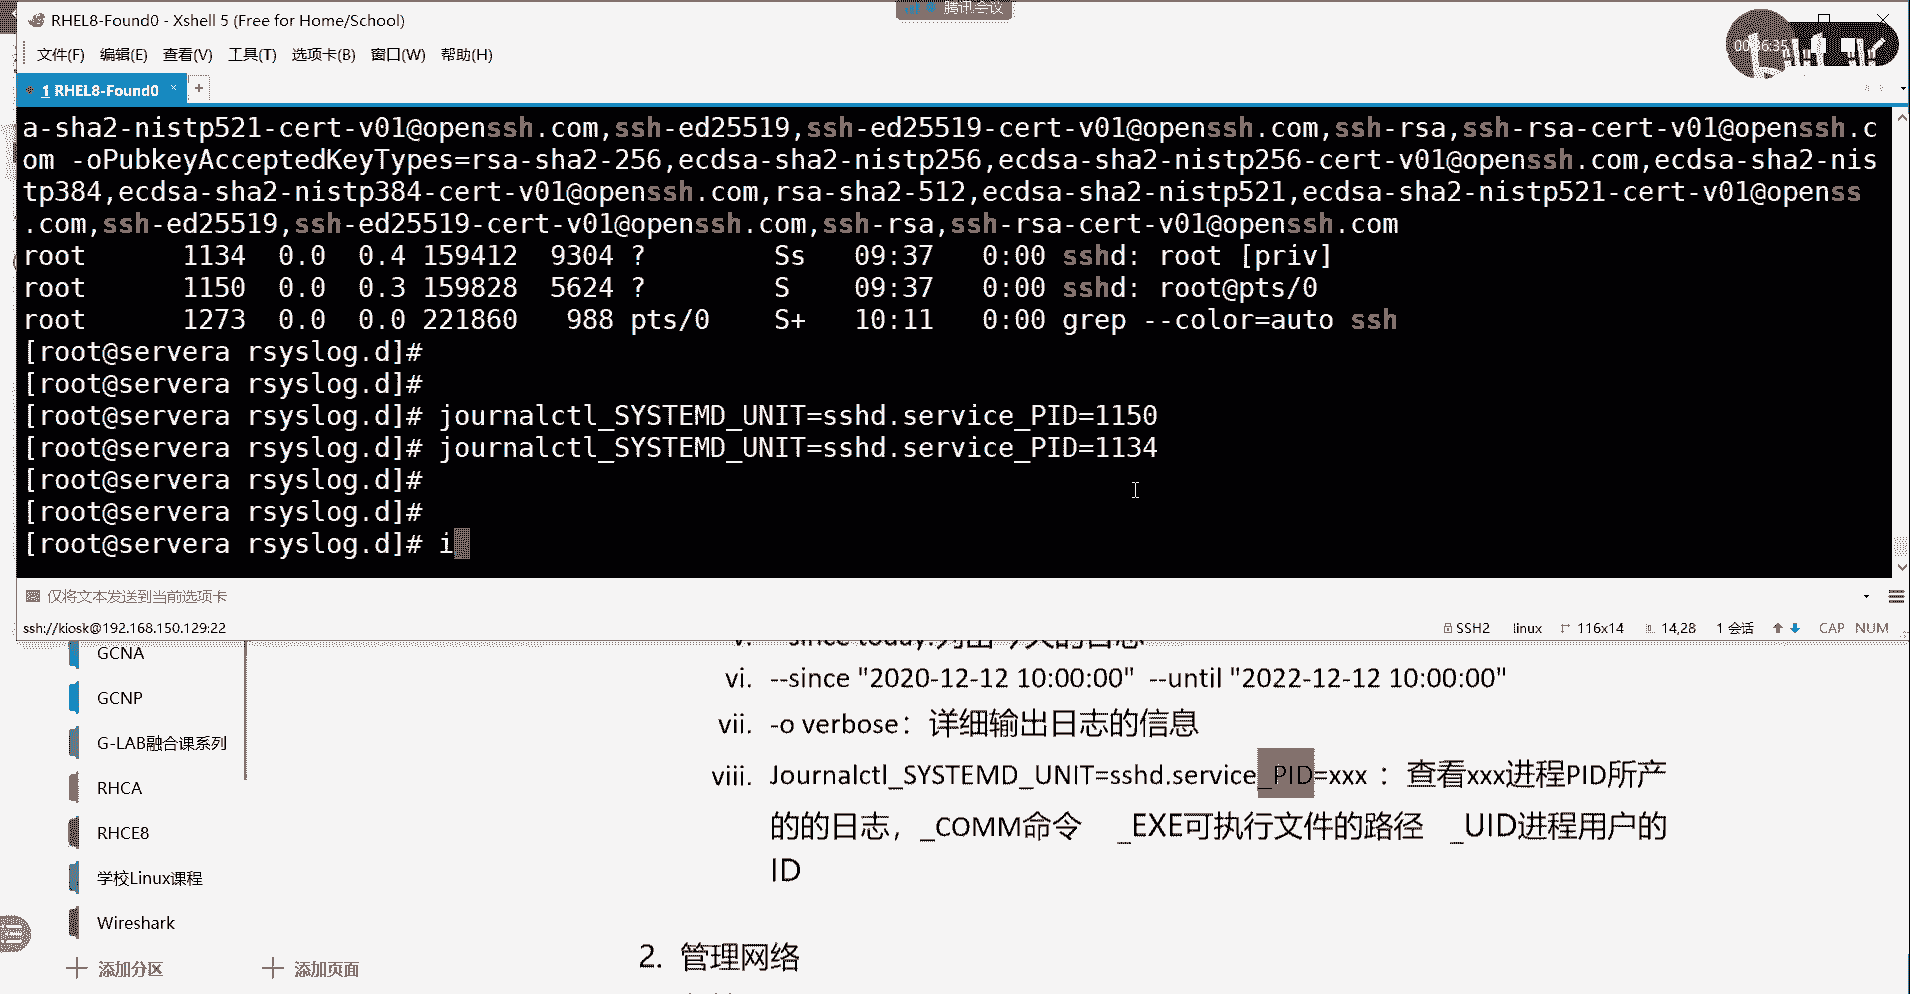 RHEL8-Found0 - Xshell 5 (Free for Home/School)
腾讯会议
文件(F) 编辑(E) 查看(V) 工具(T) 选项卡(B) 窗口(W) 帮助(H)
1 RHEL8-Found0 × +
a-sha2-nistp521-cert-v01@openssh.com,ssh-ed25519,ssh-ed25519-cert-v01@openssh.com,ssh-rsa,ssh-rsa-cert-v01@openssh.c
om -oPubkeyAcceptedKeyTypes=rsa-sha2-256,ecdsa-sha2-nistp256,ecdsa-sha2-nistp256-cert-v01@openssh.com,ecdsa-sha2-nis
tp384,ecdsa-sha2-nistp384-cert-v01@openssh.com,rsa-sha2-512,ecdsa-sha2-nistp521,ecdsa-sha2-nistp521-cert-v01@openss
.com,ssh-ed25519,ssh-ed25519-cert-v01@openssh.com,ssh-rsa,ssh-rsa-cert-v01@openssh.com
root 1134 0.0 0.4 159412 9304 ? Ss 09:37 0:00 sshd: root [priv]
root 1150 0.0 0.3 159828 5624 ? S 09:37 0:00 sshd: root@pts/0
root 1273 0.0 0.0 221860 988 pts/0 S+ 10:11 0:00 grep --color=auto ssh
[root@servera rsyslog.d]#
[root@servera rsyslog.d]#
[root@servera rsyslog.d]# journalctl_SYSTEMD_UNIT=sshd.service_PID=1150
[root@servera rsyslog.d]# journalctl_SYSTEMD_UNIT=sshd.service_PID=1134
[root@servera rsyslog.d]#
[root@servera rsyslog.d]#
[root@servera rsyslog.d]# i
仅将文本发送到当前选项卡
ssh://kiosk@192.168.150.129:22 SSH2 linux 116x14 14,28 1 会话 CAP NUM
GCNA
GCNP
G-LAB融合课系列
RHCA
RHCE8
学校Linux课程
Wireshark
添加分区 添加页面
vi. --since "2020-12-12 10:00:00" --until "2022-12-12 10:00:00"
vii. -o verbose：详细输出日志的信息
viii. Journalctl_SYSTEMD_UNIT=sshd.service_PID=xxx ：查看xxx进程PID所产
的的日志，_COMM命令 _EXE可执行文件的路径 _UID进程用户的
ID
2. 管理网络